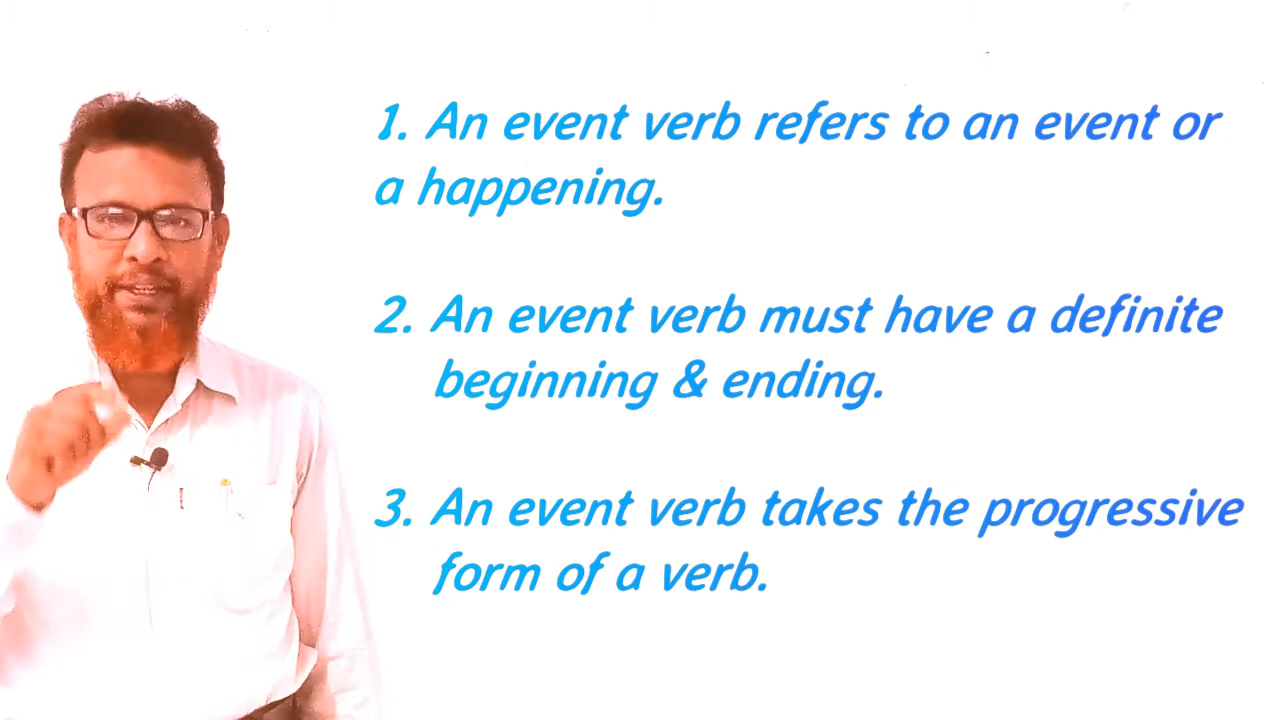 1. An event verb refers to an event or
a happening.
2. An event verb must have a definite
beginning & ending.
3. An event verb takes the progressive
form of a verb.